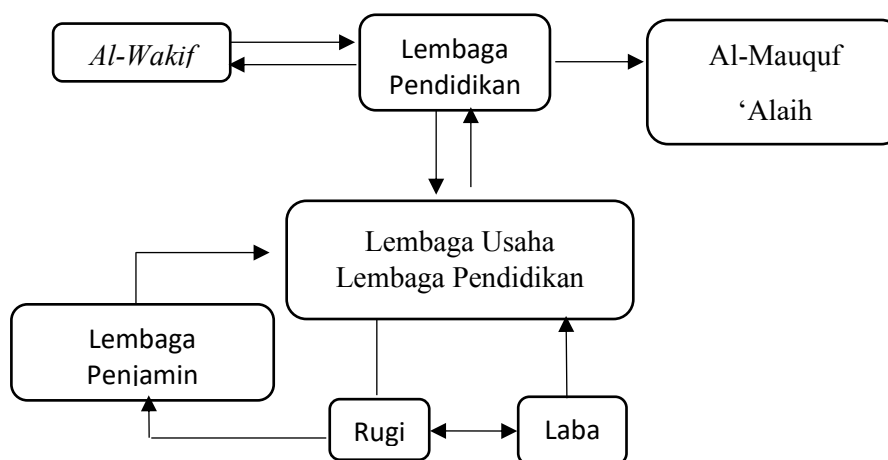 Al-Wakif
Lembaga
Pendidikan
Al-Mauquf
‘Alaih
Lembaga Usaha
Lembaga Pendidikan
Lembaga
Penjamin
Rugi
Laba